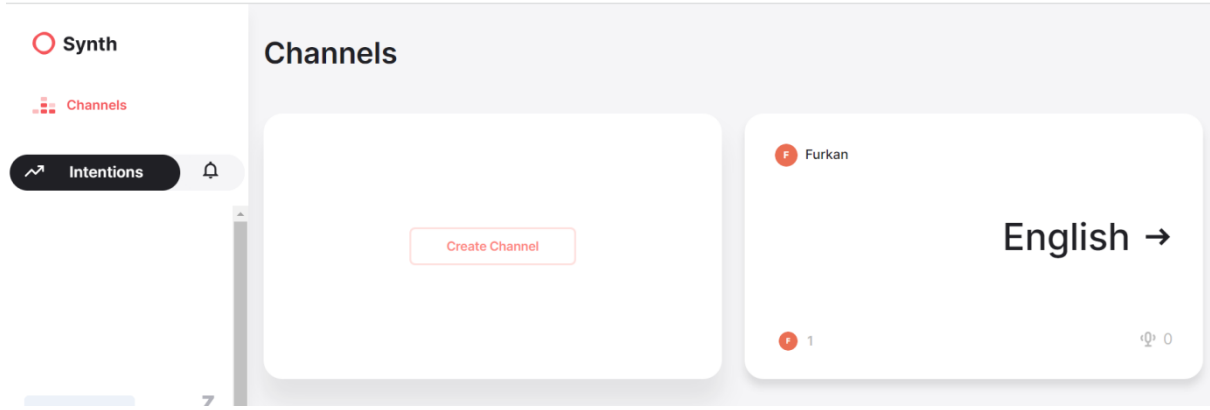 Synth
Channels
Intentions
Channels
Create Channel
F Furkan
English →
F 1
0
Z